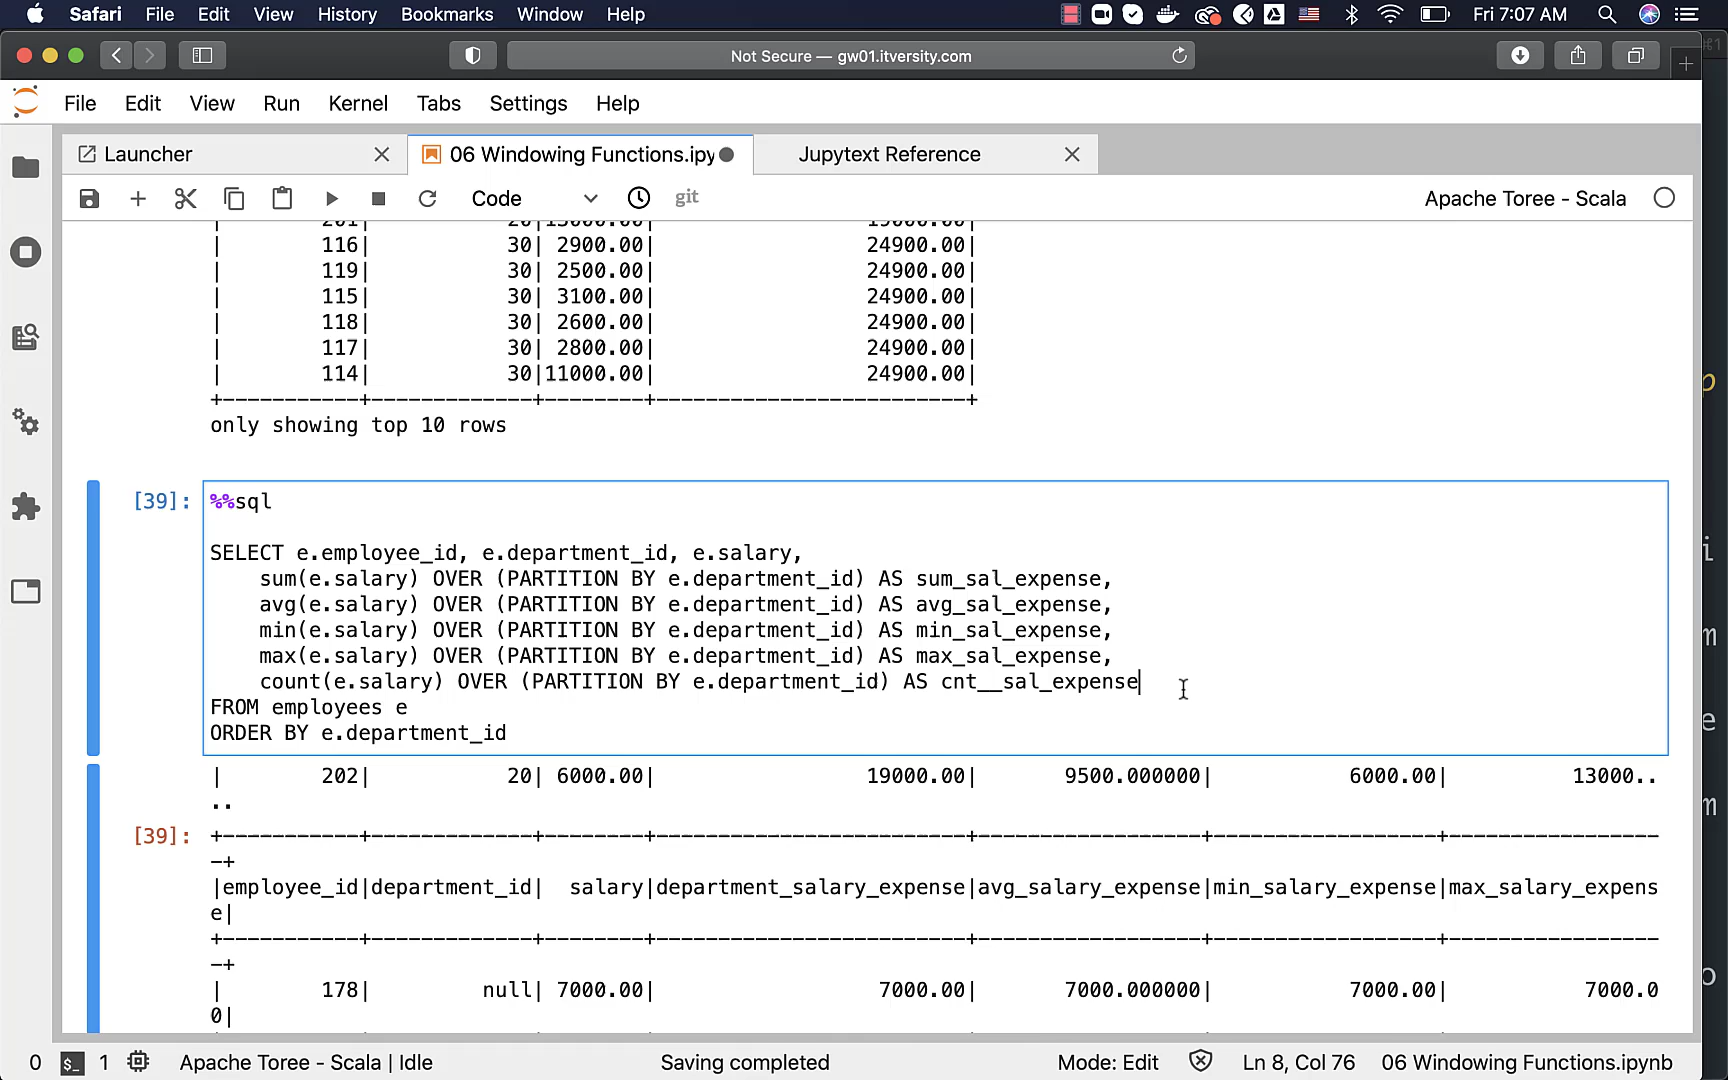 Safari File Edit View History Bookmarks Window Help Fri 7:07 AM
Not Secure — gw01.itversity.com
File Edit View Run Kernel Tabs Settings Help
Launcher 06 Windowing Functions.ipy Jupytext Reference
Code git Apache Toree - Scala
| 201| 20|13000.00| 19000.00|
| 116| 30| 2900.00| 24900.00|
| 119| 30| 2500.00| 24900.00|
| 115| 30| 3100.00| 24900.00|
| 118| 30| 2600.00| 24900.00|
| 117| 30| 2800.00| 24900.00|
| 114| 30|11000.00| 24900.00|
+-----------+-------------+--------+-------------------------+
only showing top 10 rows
[39]: %%sql
SELECT e.employee_id, e.department_id, e.salary,
sum(e.salary) OVER (PARTITION BY e.department_id) AS sum_sal_expense,
avg(e.salary) OVER (PARTITION BY e.department_id) AS avg_sal_expense,
min(e.salary) OVER (PARTITION BY e.department_id) AS min_sal_expense,
max(e.salary) OVER (PARTITION BY e.department_id) AS max_sal_expense,
count(e.salary) OVER (PARTITION BY e.department_id) AS cnt__sal_expense
FROM employees e
ORDER BY e.department_id
| 202| 20| 6000.00| 19000.00| 9500.000000| 6000.00| 13000..
..
[39]: +-----------+-------------+--------+-------------------------+------------------+------------------+-----------------
-+
|employee_id|department_id| salary|department_salary_expense|avg_salary_expense|min_salary_expense|max_salary_expens
e|
+-----------+-------------+--------+-------------------------+------------------+------------------+-----------------
-+
| 178| null| 7000.00| 7000.00| 7000.000000| 7000.00| 7000.0
0|
0 $_ 1 Apache Toree - Scala | Idle Saving completed Mode: Edit Ln 8, Col 76 06 Windowing Functions.ipynb